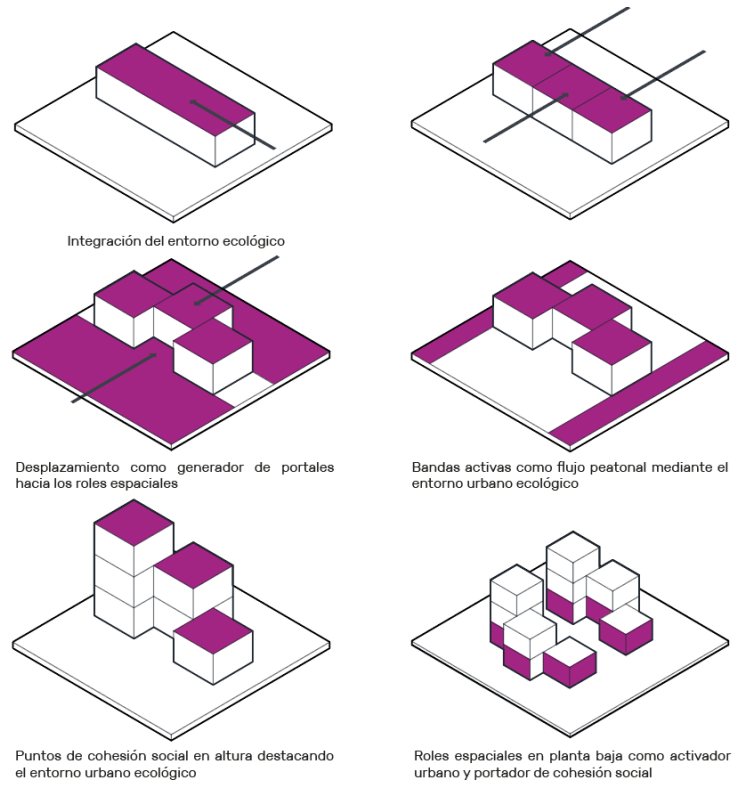 Integración del entorno ecológico
Desplazamiento como generador de portales
hacia los roles espaciales
Bandas activas como flujo peatonal mediante el
entorno urbano ecológico
Puntos de cohesión social en altura destacando
el entorno urbano ecológico
Roles espaciales en planta baja como activador
urbano y portador de cohesión social